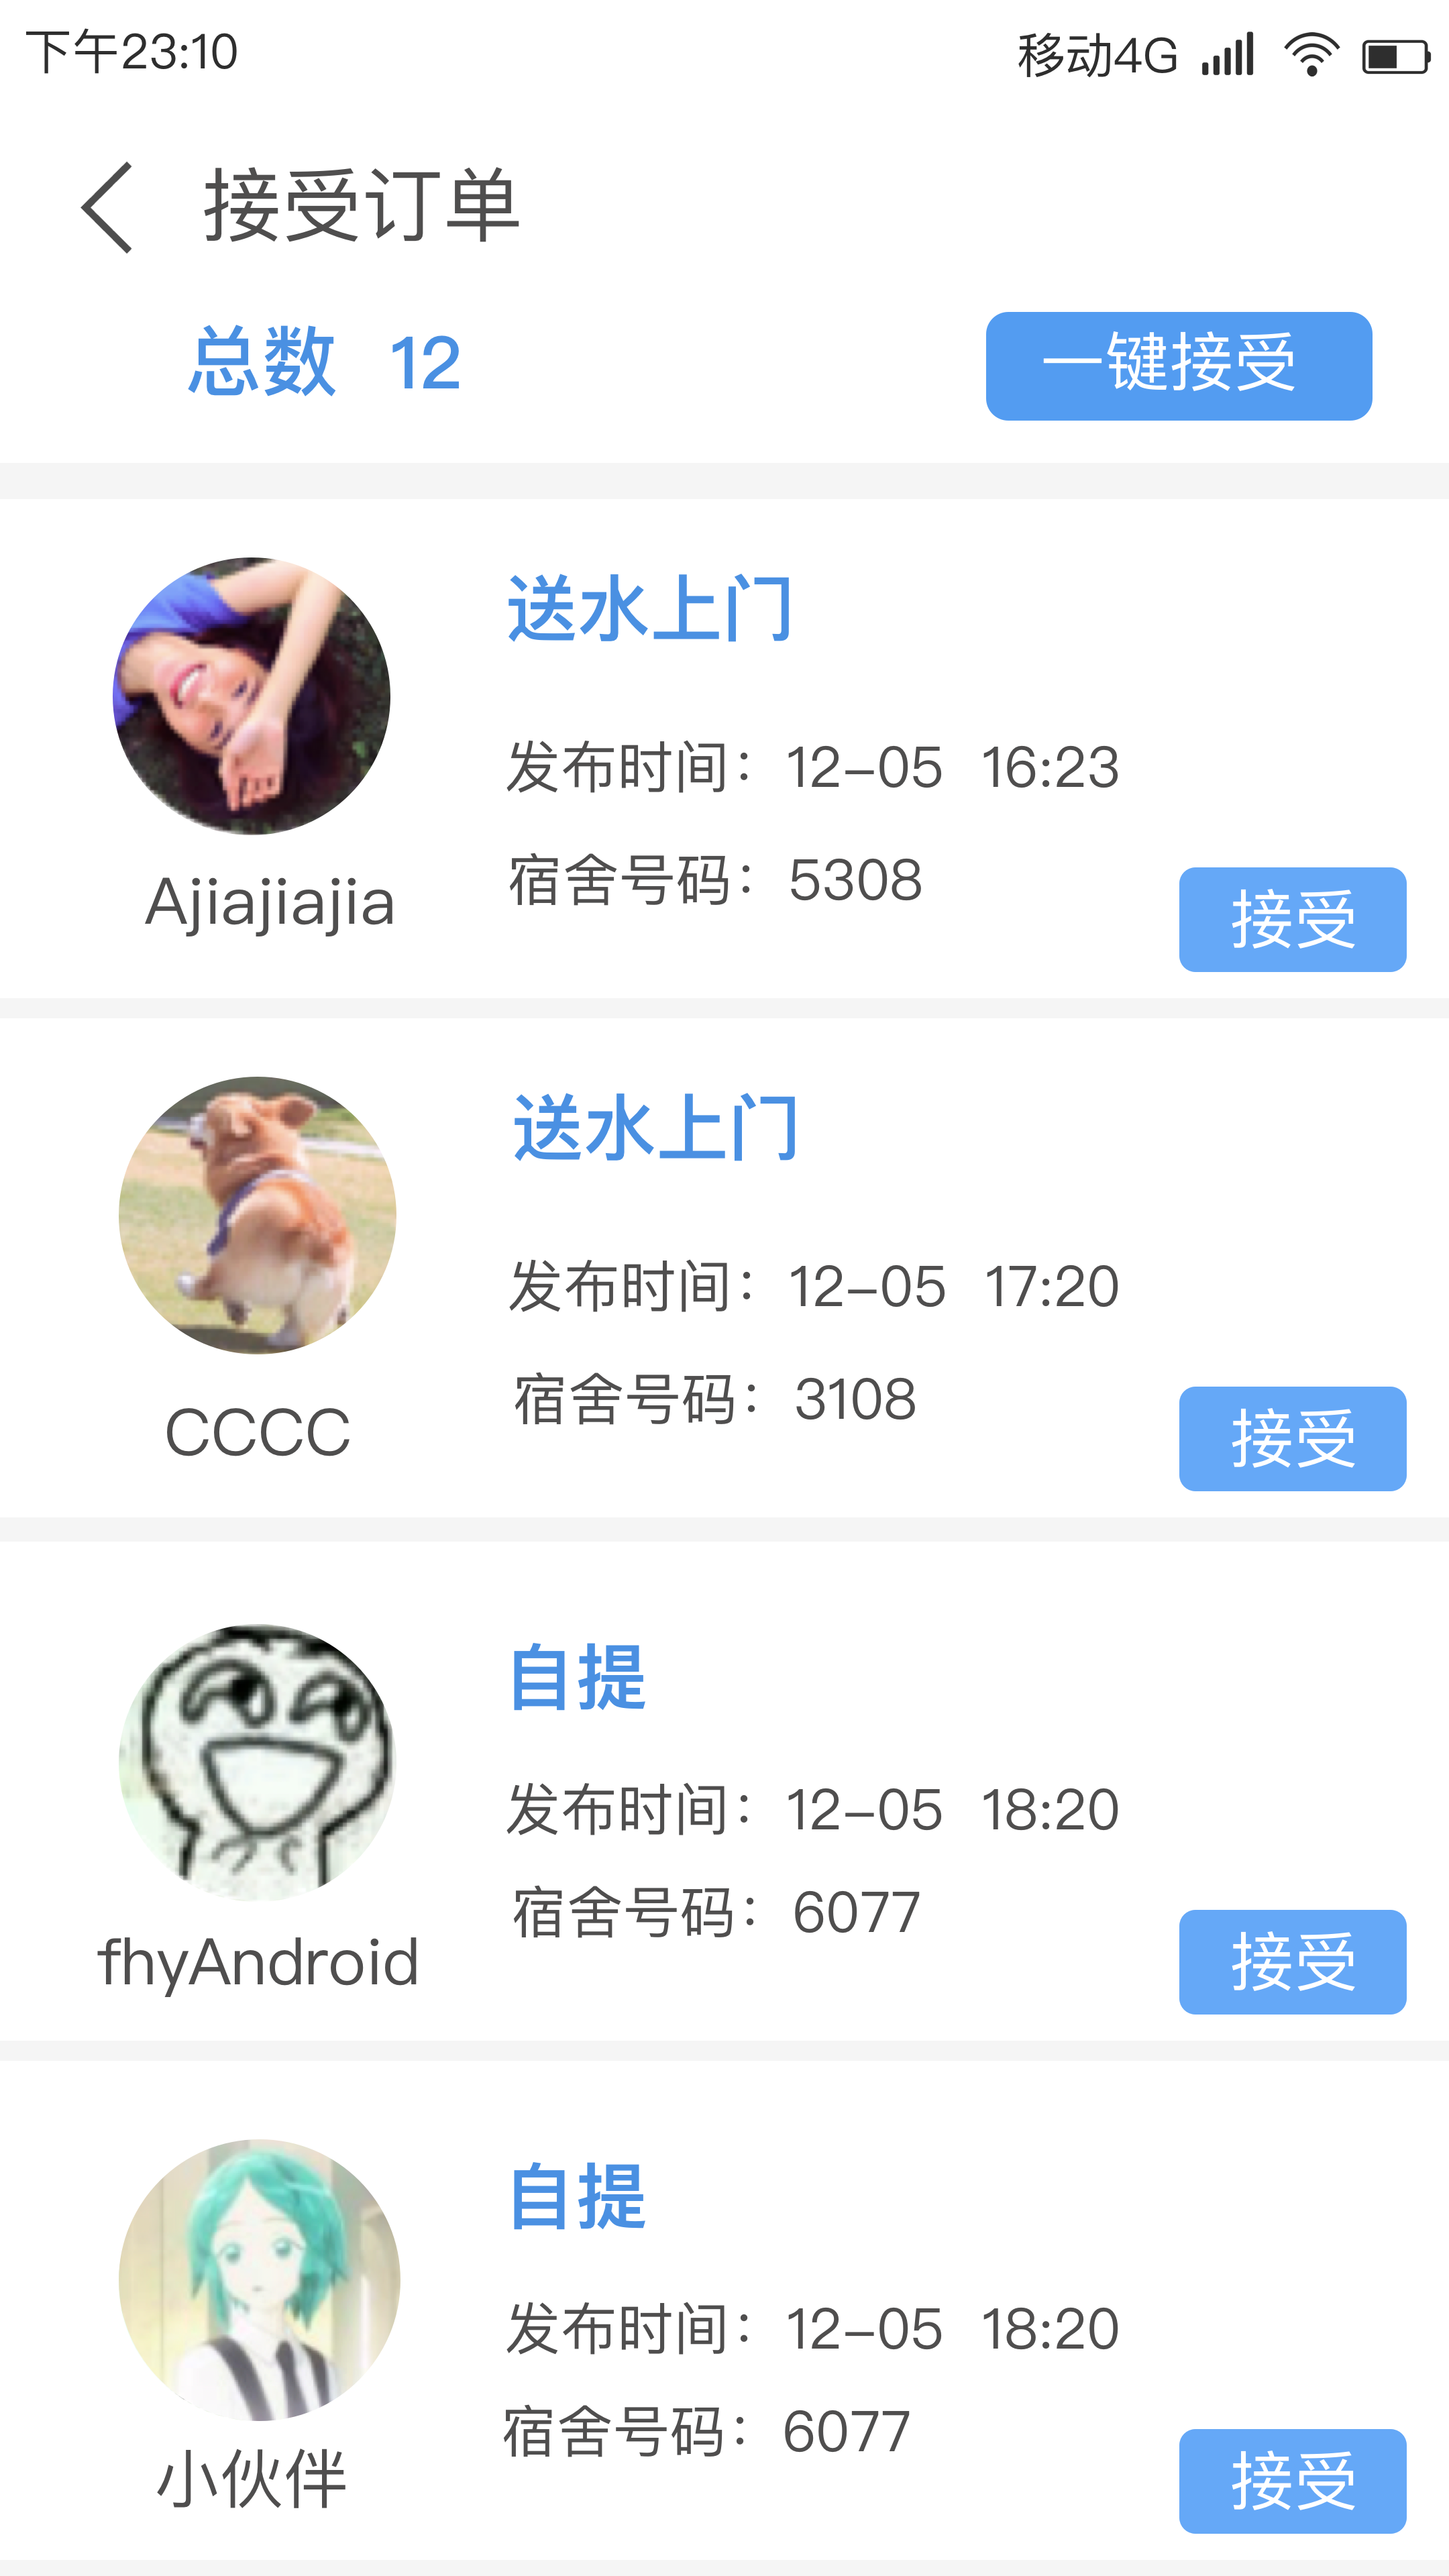 下午23:10 移动4G
接受订单
总数 12 一键接受
送水上门
发布时间：12-05 16:23
宿舍号码：5308
Ajiajiajia
接受
送水上门
发布时间：12-05 17:20
宿舍号码：3108
CCCC
接受
自提
发布时间：12-05 18:20
宿舍号码：6077
fhyAndroid
接受
自提
发布时间：12-05 18:20
宿舍号码：6077
小伙伴
接受